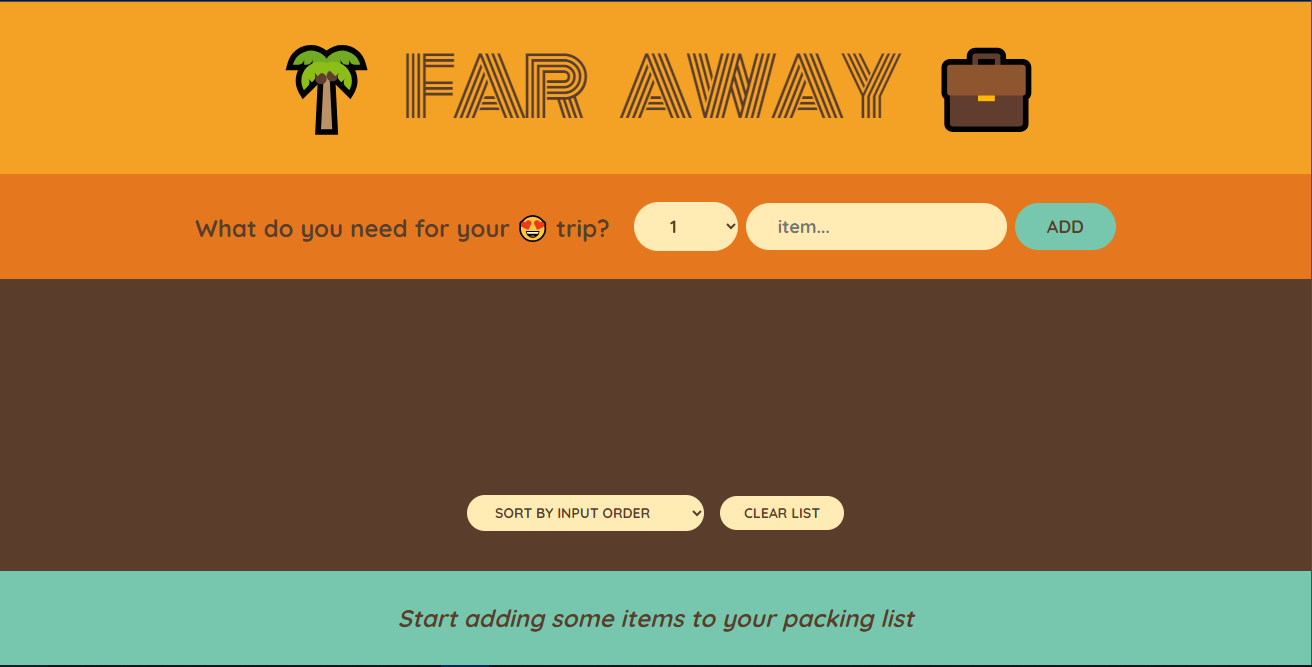 FAR AWAY
What do you need for your 😍 trip? 1 item... ADD
SORT BY INPUT ORDER CLEAR LIST
Start adding some items to your packing list